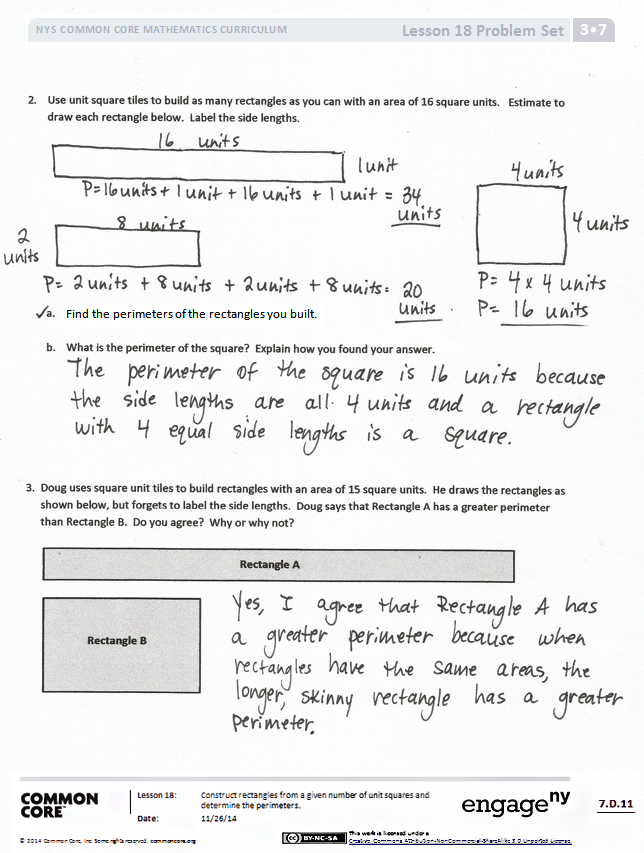 NYS COMMON CORE MATHEMATICS CURRICULUM Lesson 18 Problem Set 3•7
2. Use unit square tiles to build as many rectangles as you can with an area of 16 square units. Estimate to
draw each rectangle below. Label the side lengths.
16 units
1 unit
P=16 units + 1 unit + 16 units + 1 unit = 34
units
4 units
4 units
P= 4 x 4 units
P= 16 units
8 units
2
units
P= 2 units + 8 units + 2 units + 8 units = 20
units
✓a. Find the perimeters of the rectangles you built.
b. What is the perimeter of the square? Explain how you found your answer.
The perimeter of the square is 16 units because
the side lengths are all 4 units and a rectangle
with 4 equal side lengths is a square.
3. Doug uses square unit tiles to build rectangles with an area of 15 square units. He draws the rectangles as
shown below, but forgets to label the side lengths. Doug says that Rectangle A has a greater perimeter
than Rectangle B. Do you agree? Why or why not?
Rectangle A
Rectangle B
Yes, I agree that Rectangle A has
a greater perimeter because when
rectangles have the same areas, the
longer, skinny rectangle has a greater
perimeter.
COMMON
CORE™
Lesson 18: Construct rectangles from a given number of unit squares and
determine the perimeters.
Date: 11/26/14
engageny
7.D.11
© 2014 Common Core, Inc. Some rights reserved. commoncore.org
CC BY-NC-SA
This work is licensed under a
Creative Commons Attribution-NonCommercial-ShareAlike 3.0 Unported License.